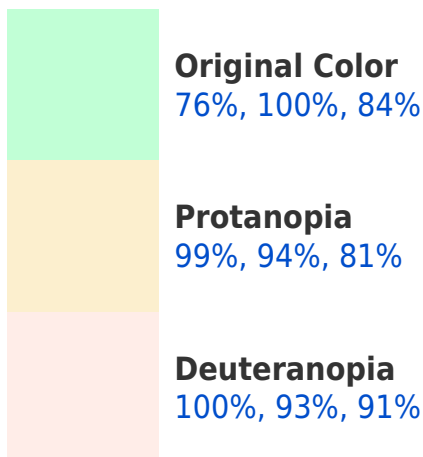 Original Color
76%, 100%, 84%
Protanopia
99%, 94%, 81%
Deuteranopia
100%, 93%, 91%